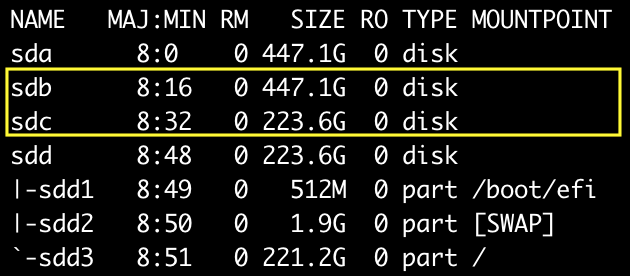 NAME MAJ:MIN RM SIZE RO TYPE MOUNTPOINT
sda 8:0 0 447.1G 0 disk
sdb 8:16 0 447.1G 0 disk
sdc 8:32 0 223.6G 0 disk
sdd 8:48 0 223.6G 0 disk
|-sdd1 8:49 0 512M 0 part /boot/efi
|-sdd2 8:50 0 1.9G 0 part [SWAP]
`-sdd3 8:51 0 221.2G 0 part /